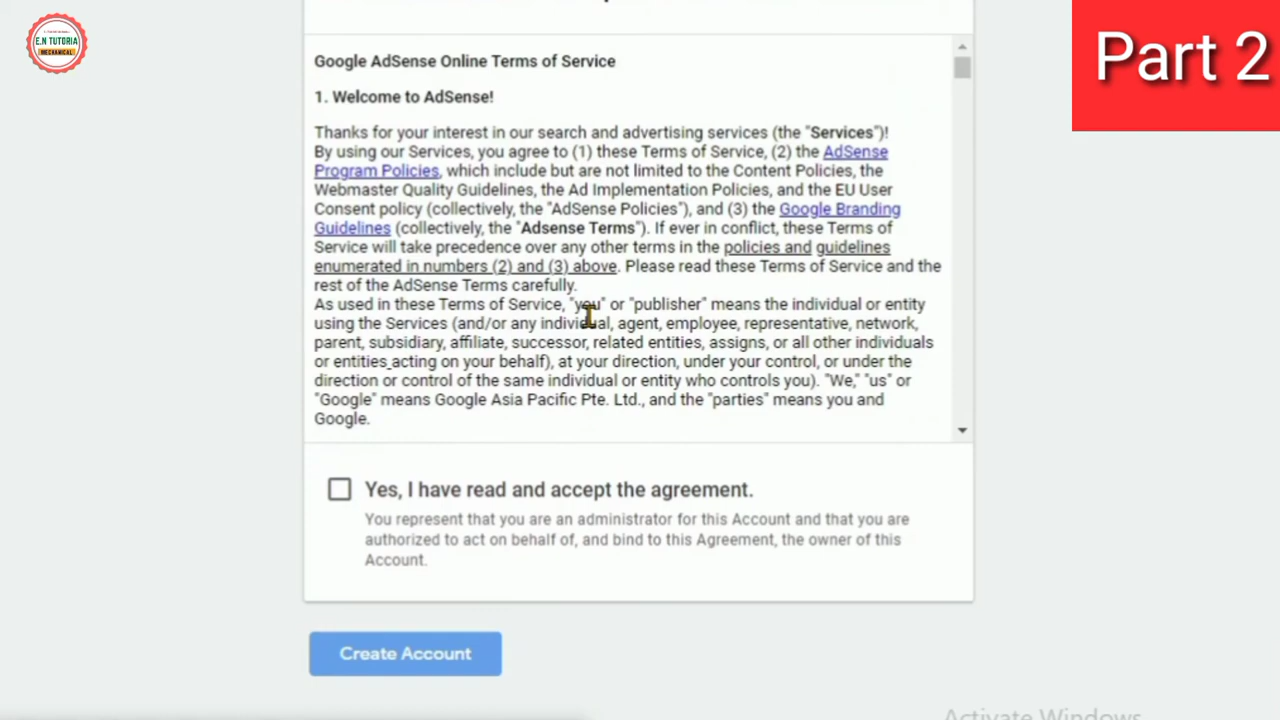 E.N TUTORIA
MECHANICAL
Part 2
Google AdSense Online Terms of Service
1. Welcome to AdSense!
Thanks for your interest in our search and advertising services (the "Services")!
By using our Services, you agree to (1) these Terms of Service, (2) the AdSense
Program Policies, which include but are not limited to the Content Policies, the
Webmaster Quality Guidelines, the Ad Implementation Policies, and the EU User
Consent policy (collectively, the "AdSense Policies"), and (3) the Google Branding
Guidelines (collectively, the "Adsense Terms"). If ever in conflict, these Terms of
Service will take precedence over any other terms in the policies and guidelines
enumerated in numbers (2) and (3) above. Please read these Terms of Service and the
rest of the AdSense Terms carefully.
As used in these Terms of Service, "you" or "publisher" means the individual or entity
using the Services (and/or any individual, agent, employee, representative, network,
parent, subsidiary, affiliate, successor, related entities, assigns, or all other individuals
or entities acting on your behalf), at your direction, under your control, or under the
direction or control of the same individual or entity who controls you). "We," "us" or
"Google" means Google Asia Pacific Pte. Ltd., and the "parties" means you and
Google.
Yes, I have read and accept the agreement.
You represent that you are an administrator for this Account and that you are
authorized to act on behalf of, and bind to this Agreement, the owner of this
Account.
Create Account
Activate Windows